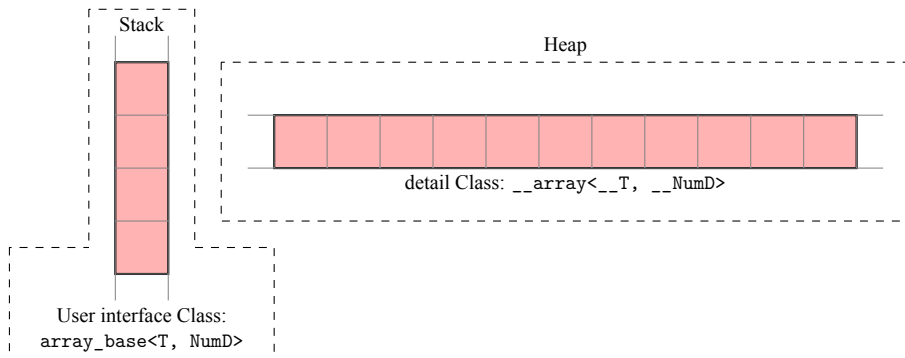 Stack
Heap
detail Class: __array<__T, __NumD>
User interface Class:
array_base<T, NumD>